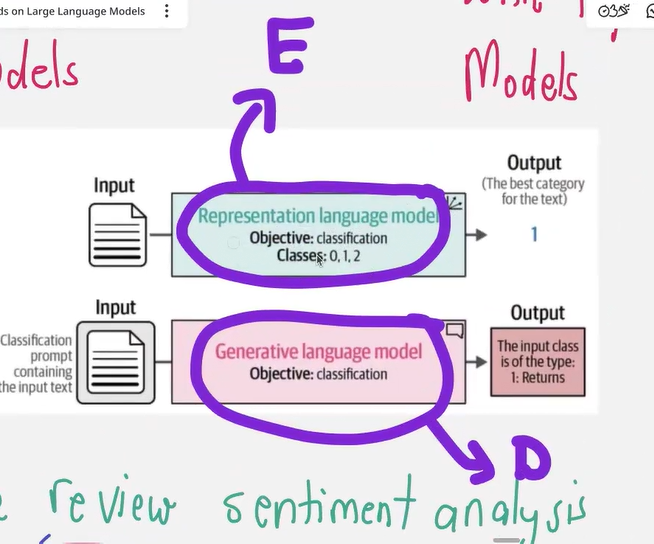 ds on Large Language Models
E
Models
dels
Input
Representation language model
Objective: classification
Classes: 0, 1, 2
Output
(The best category
for the text)
1
Input
Classification
prompt
containing
the input text
Generative language model
Objective: classification
Output
The input class
is of the type:
1: Returns
D
review sentiment analysis